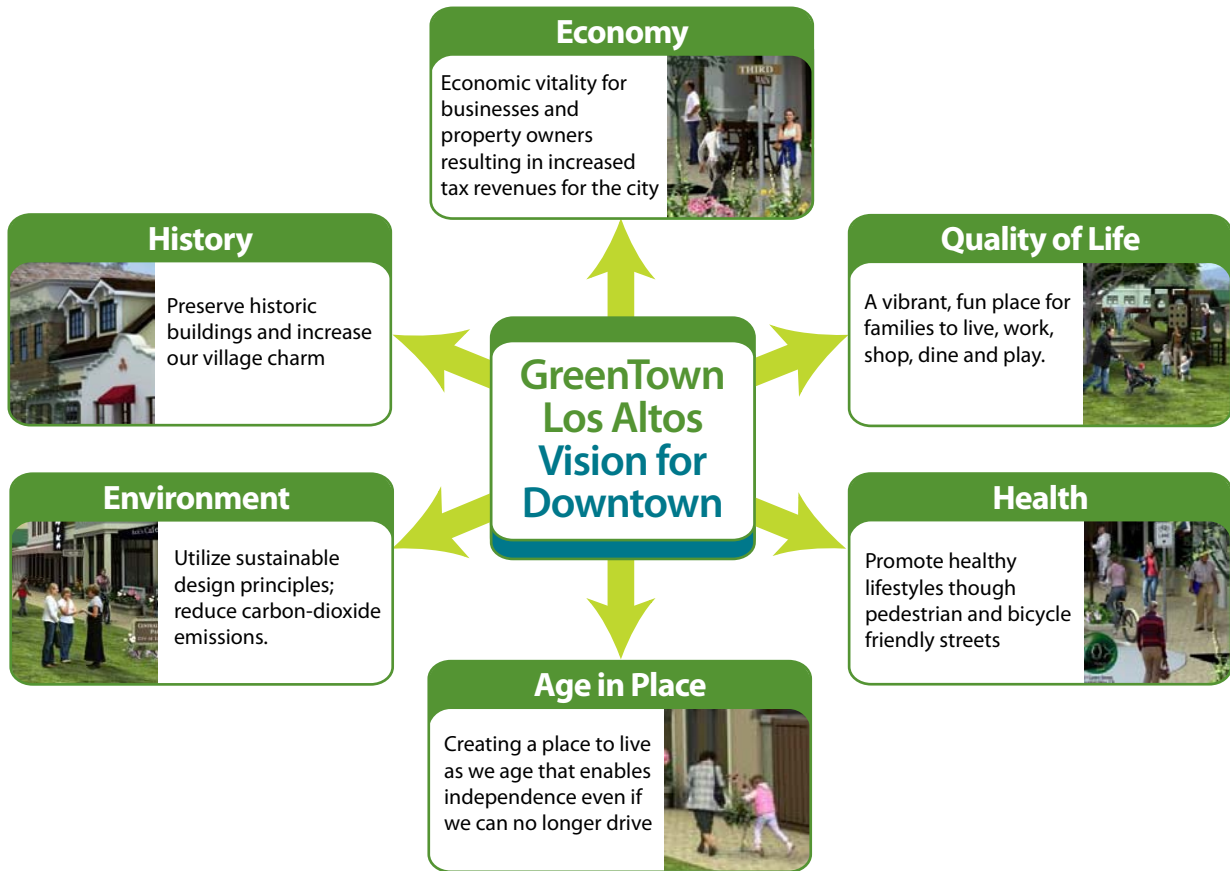 Economy
Economic vitality for
businesses and
property owners
resulting in increased
tax revenues for the city
THIRD
MAIN
History
Preserve historic
buildings and increase
our village charm
Quality of Life
A vibrant, fun place for
families to live, work,
shop, dine and play.
GreenTown
Los Altos
Vision for
Downtown
Environment
Utilize sustainable
design principles;
reduce carbon-dioxide
emissions.
Health
Promote healthy
lifestyles though
pedestrian and bicycle
friendly streets
Age in Place
Creating a place to live
as we age that enables
independence even if
we can no longer drive